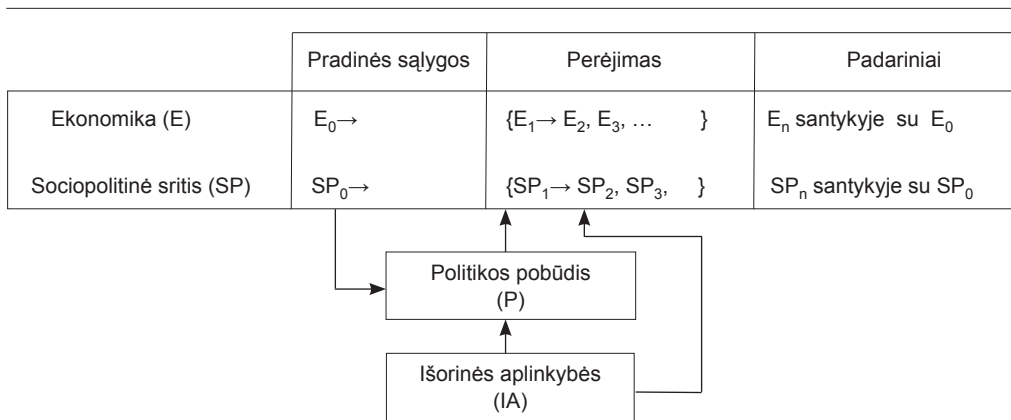 Pradinės sąlygos Perėjimas Padariniai
Ekonomika (E) E₀→ {E₁→ E₂, E₃, … } Eₙ santykyje su E₀
Sociopolitinė sritis (SP) SP₀→ {SP₁→ SP₂, SP₃, } SPₙ santykyje su SP₀
Politikos pobūdis
(P)
Išorinės aplinkybės
(IA)